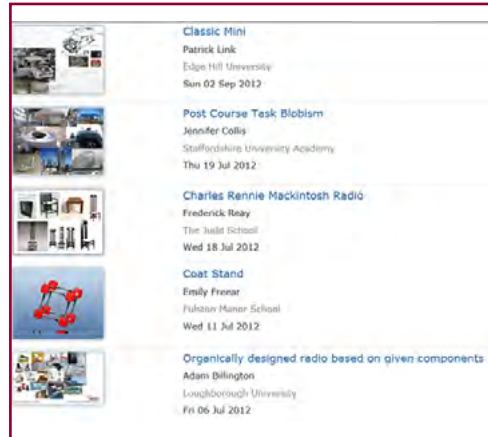 Classic Mini
Patrick Link
Edge Hill University
Sun 02 Sep 2012
Post Course Task Blobism
Jennifer Collis
Staffordshire University Academy
Thu 19 Jul 2012
Charles Rennie Mackintosh Radio
Frederick Reay
The Judd School
Wed 18 Jul 2012
Coat Stand
Emily Freear
Fulston Manor School
Wed 11 Jul 2012
Organically designed radio based on given components
Adam Billington
Loughborough University
Fri 06 Jul 2012